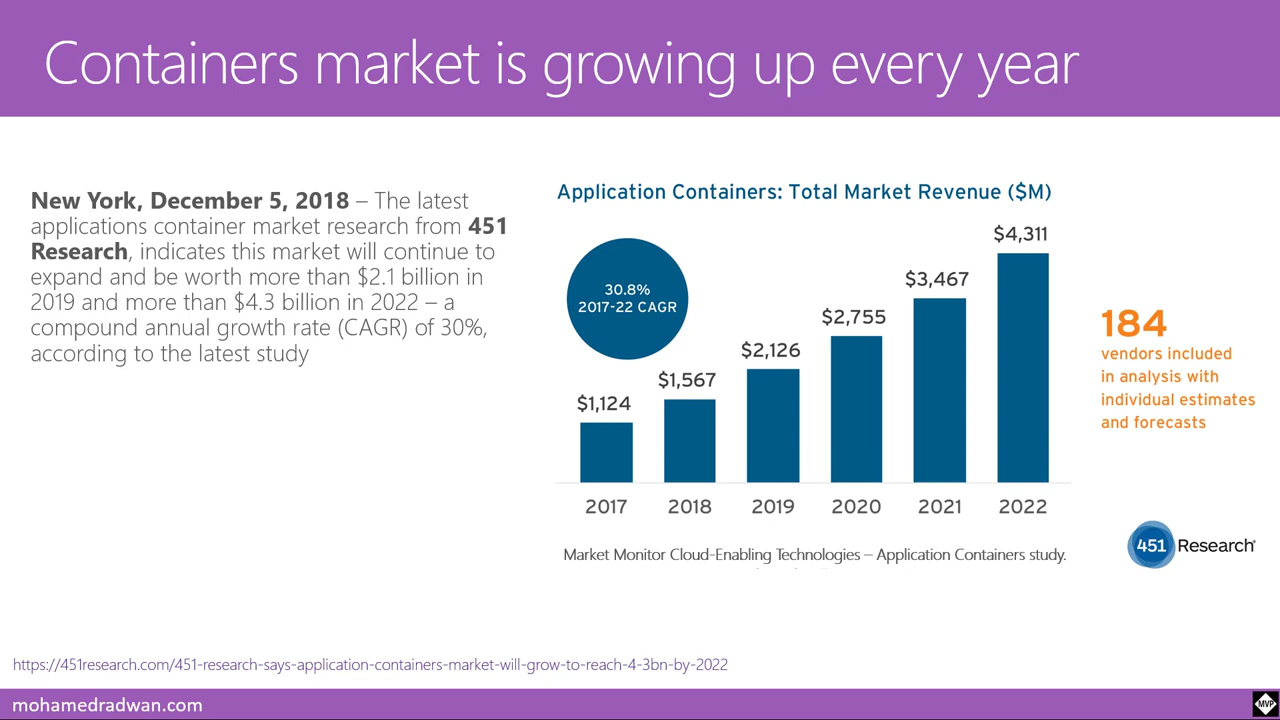 Containers market is growing up every year
New York, December 5, 2018 – The latest
applications container market research from 451
Research, indicates this market will continue to
expand and be worth more than $2.1 billion in
2019 and more than $4.3 billion in 2022 – a
compound annual growth rate (CAGR) of 30%,
according to the latest study
Application Containers: Total Market Revenue ($M)
30.8%
2017-22 CAGR
$1,124
$1,567
$2,126
$2,755
$3,467
$4,311
2017
2018
2019
2020
2021
2022
Market Monitor Cloud-Enabling Technologies – Application Containers study.
184
vendors included
in analysis with
individual estimates
and forecasts
451 Research
https://451research.com/451-research-says-application-containers-market-will-grow-to-reach-4-3bn-by-2022
mohamedradwan.com
MVP